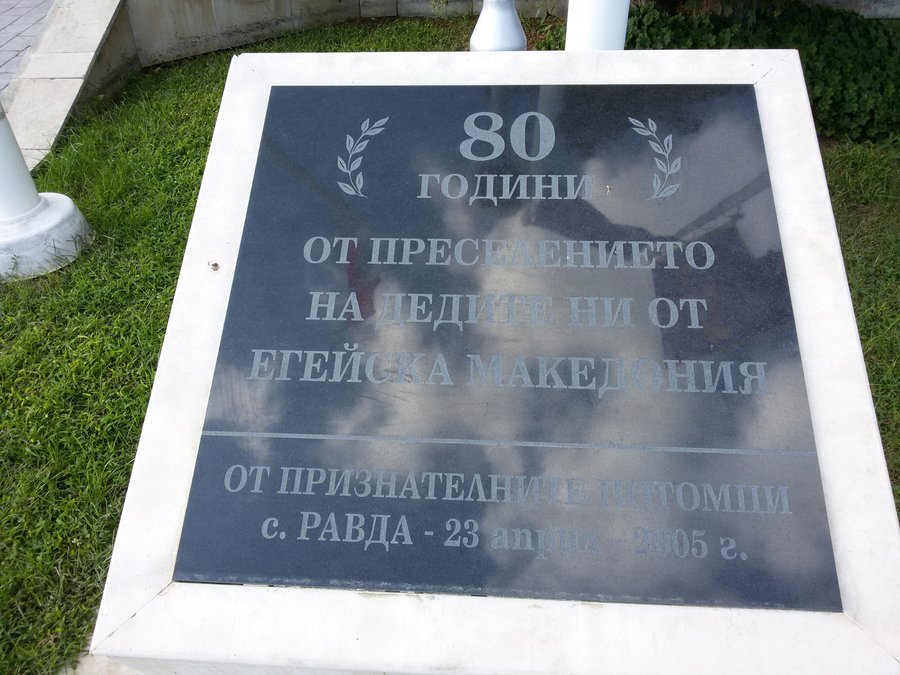 80
ГОДИНИ
ОТ ПРЕСЕЛЕНИЕТО
НА ДЕДИТЕ НИ ОТ
ЕГЕЙСКА МАКЕДОНИЯ
ОТ ПРИЗНАТЕЛНИТЕ ПОТОМЦИ
с. РАВДА - 23 април - 2005 г.